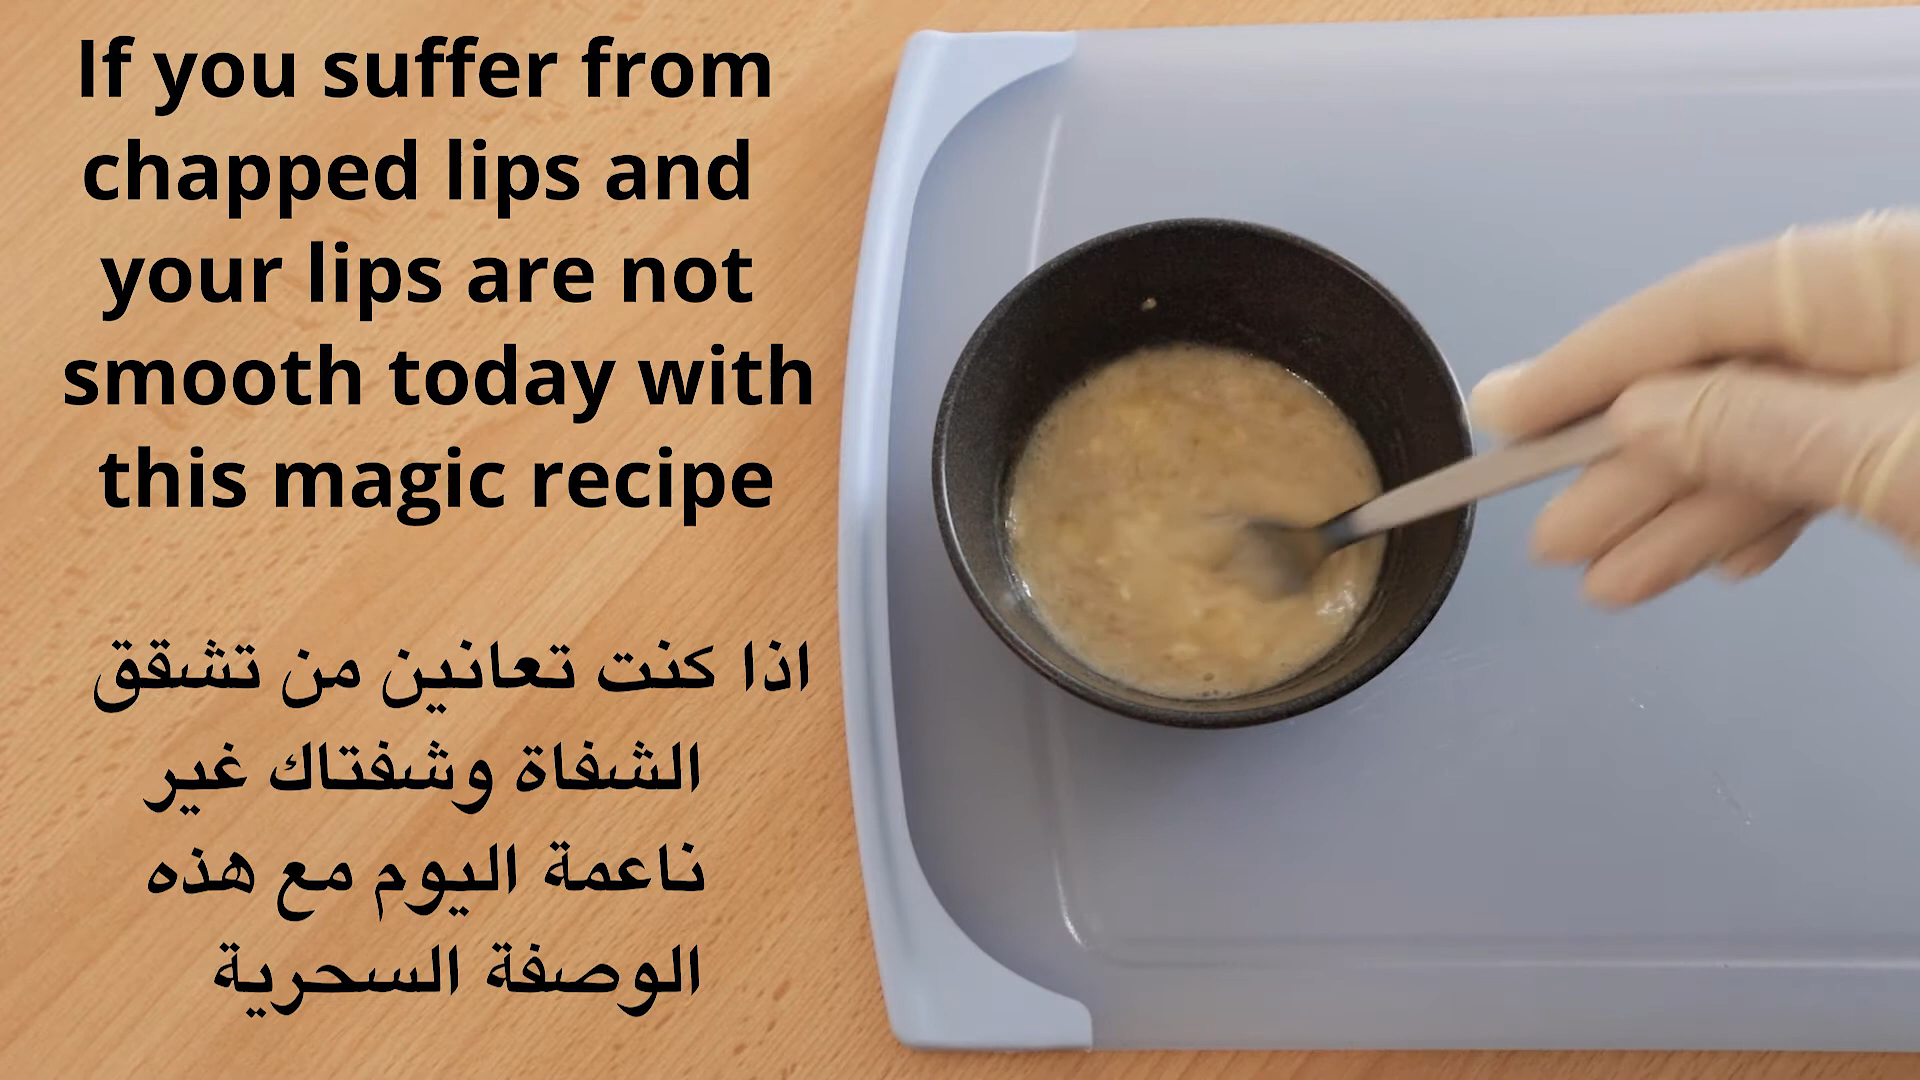 If you suffer from
chapped lips and
your lips are not
smooth today with
this magic recipe
اذا كنت تعانين من تشقق
الشفاة وشفتاك غير
ناعمة اليوم مع هذه
الوصفة السحرية